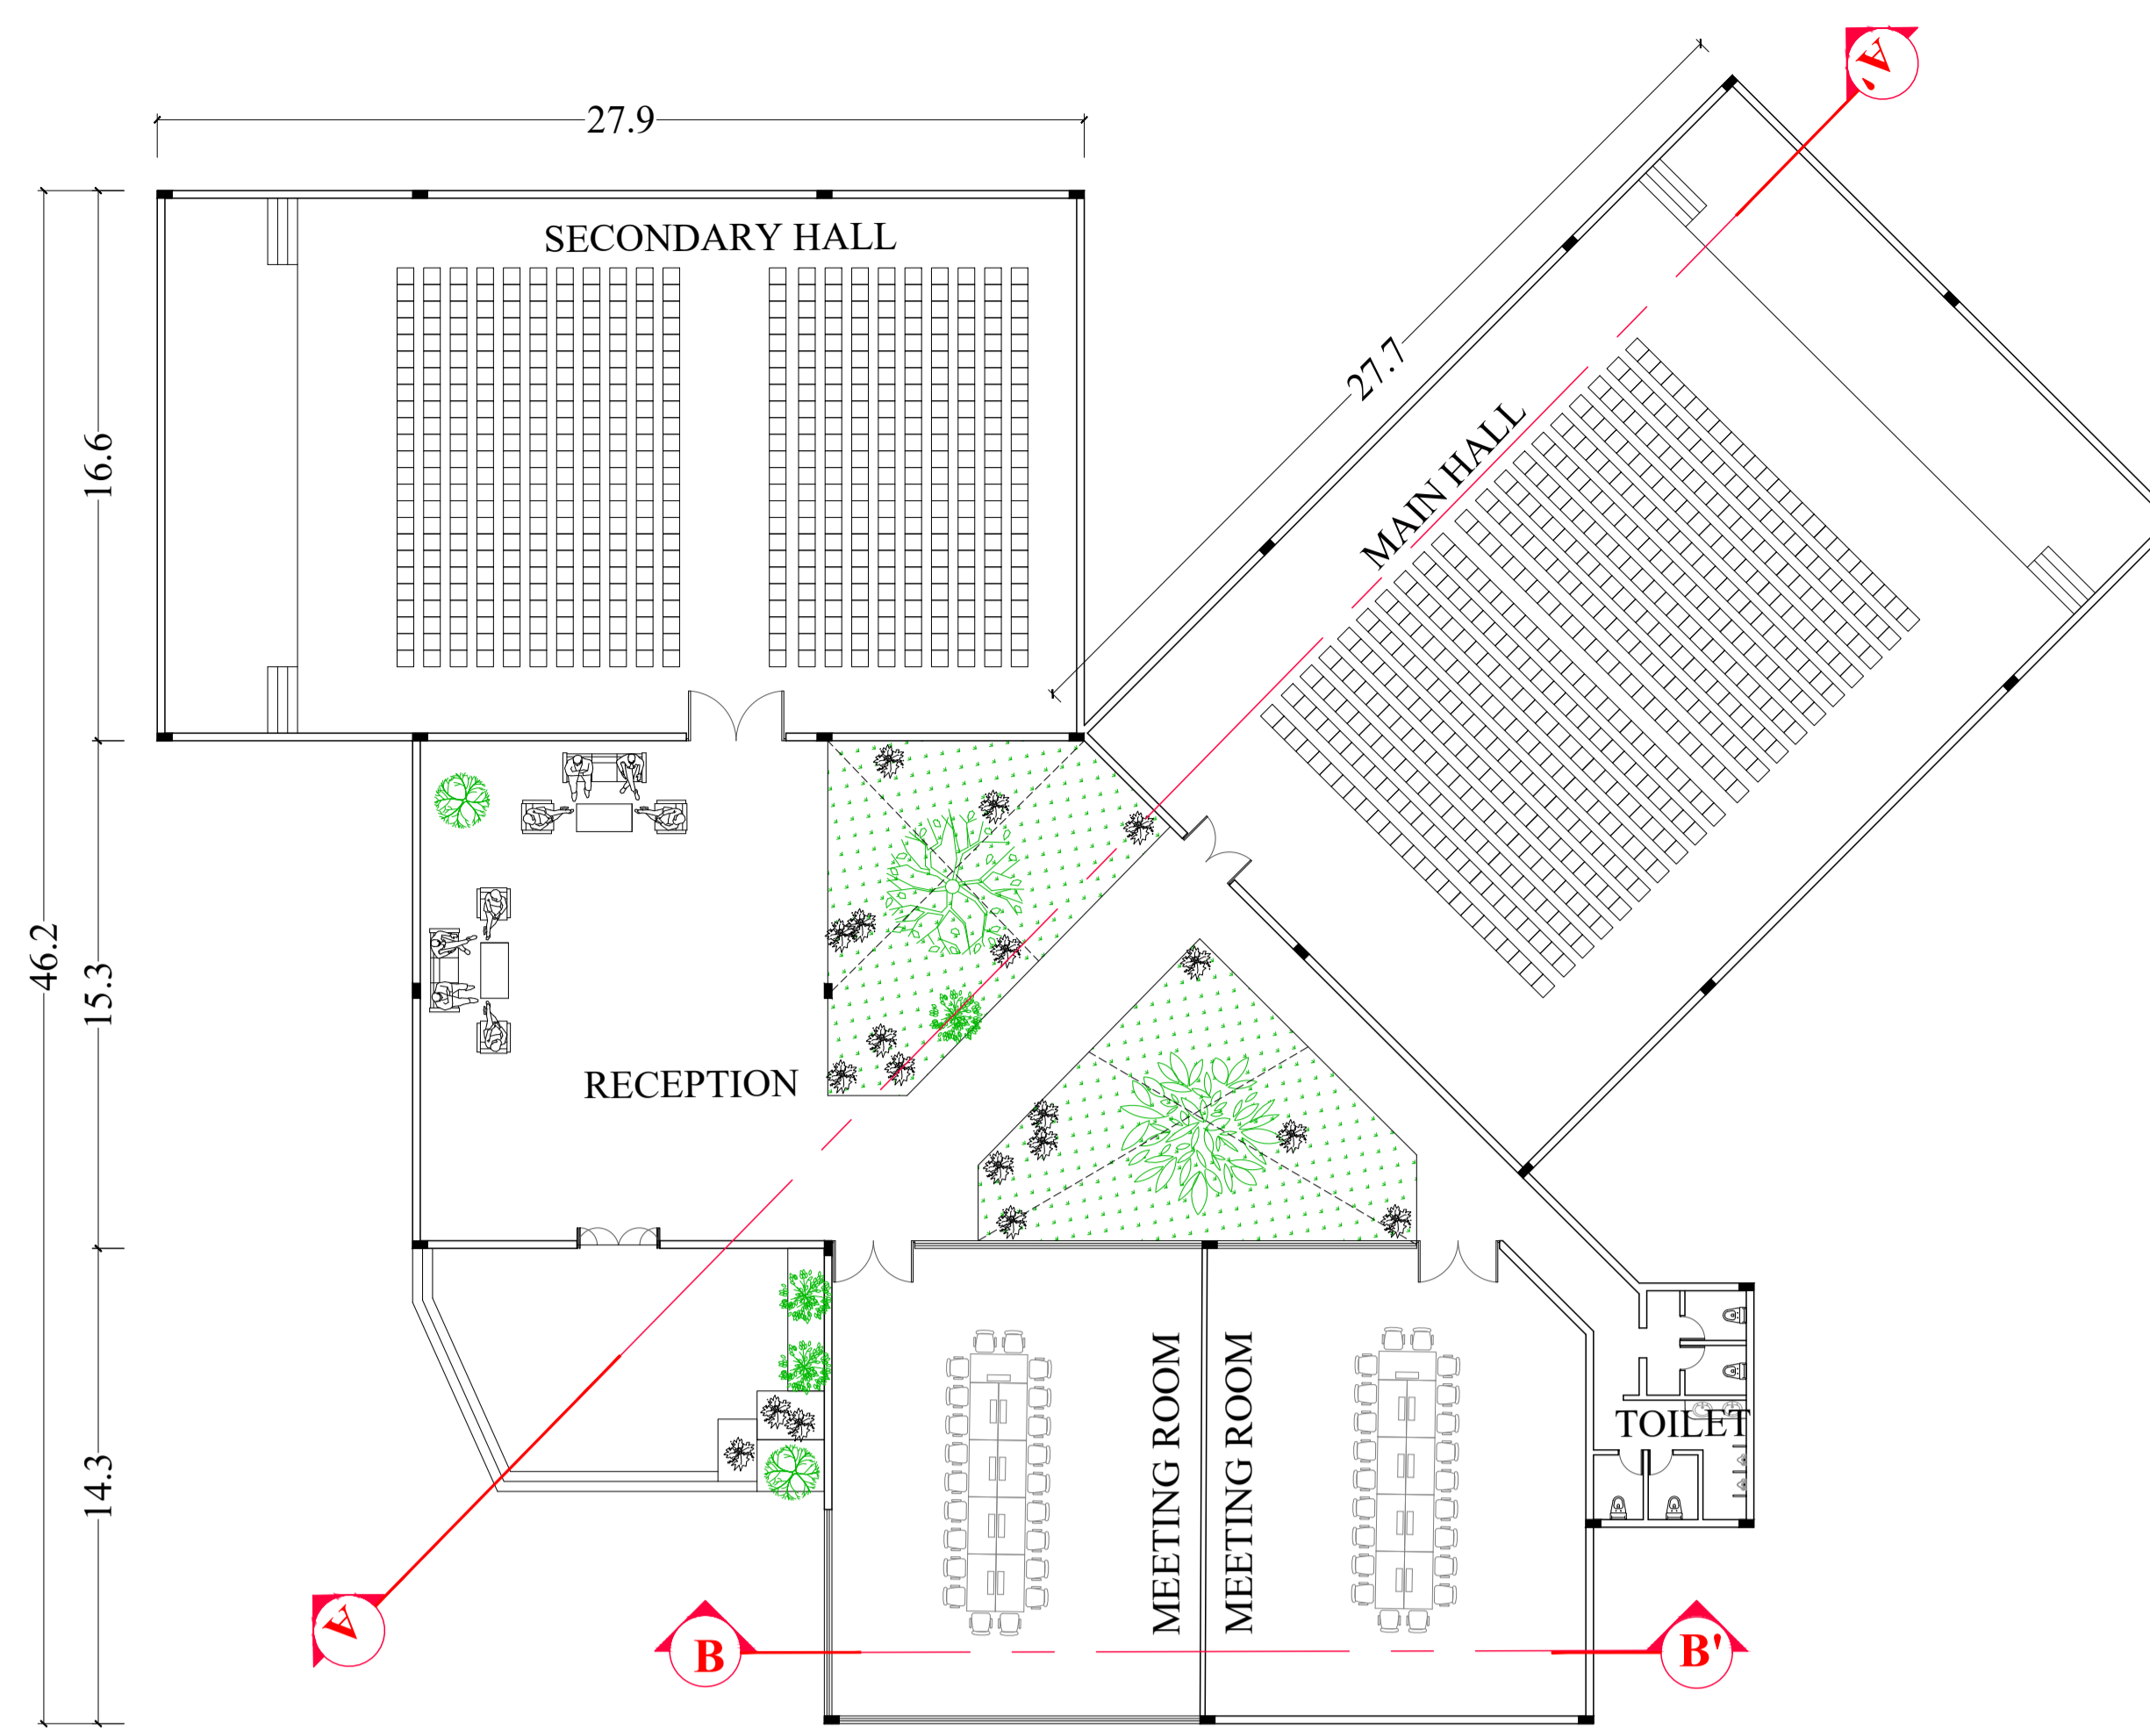 A'
27.9
SECONDARY HALL
27.7
16.6
MAIN HALL
46.2
15.3
RECEPTION
MEETING ROOM
MEETING ROOM
TOILET
14.3
A
B
B'